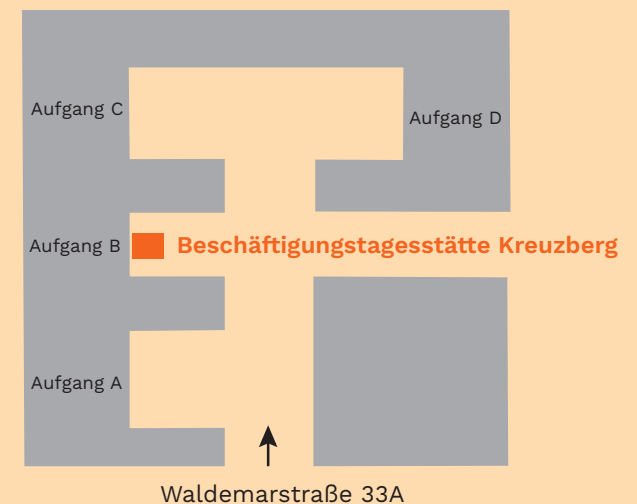 Aufgang C
Aufgang D
Aufgang B
Beschäftigungstagesstätte Kreuzberg
Aufgang A
Waldemarstraße 33A